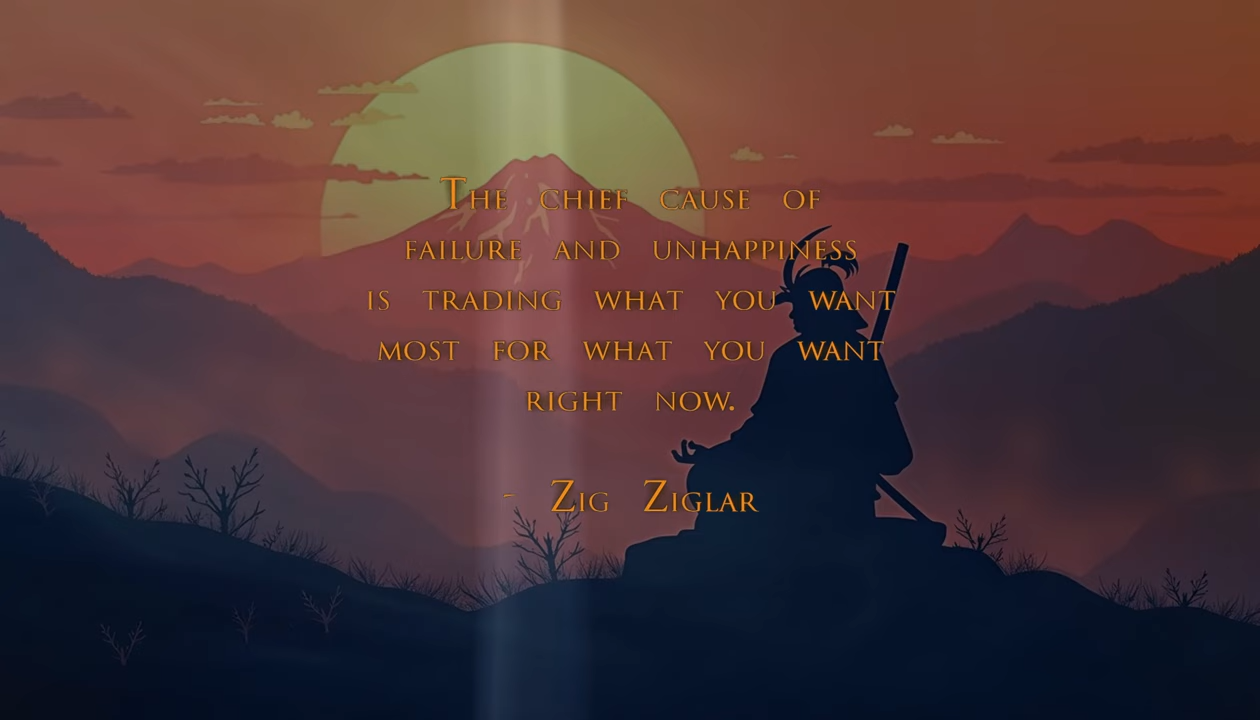 The chief cause of
failure and unhappiness
is trading what you want
most for what you want
right now.
- Zig Ziglar